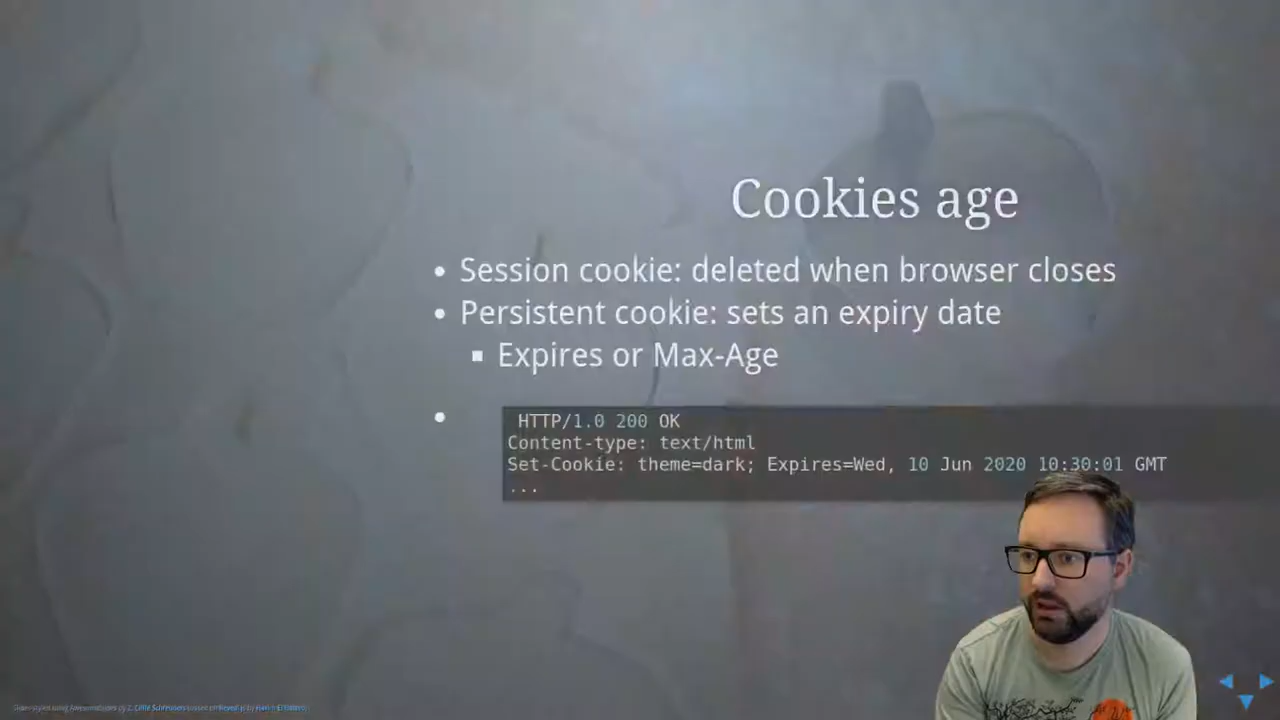 Cookies age
Session cookie: deleted when browser closes
Persistent cookie: sets an expiry date
Expires or Max-Age
HTTP/1.0 200 OK
Content-type: text/html
Set-Cookie: theme=dark; Expires=Wed, 10 Jun 2020 10:30:01 GMT
...